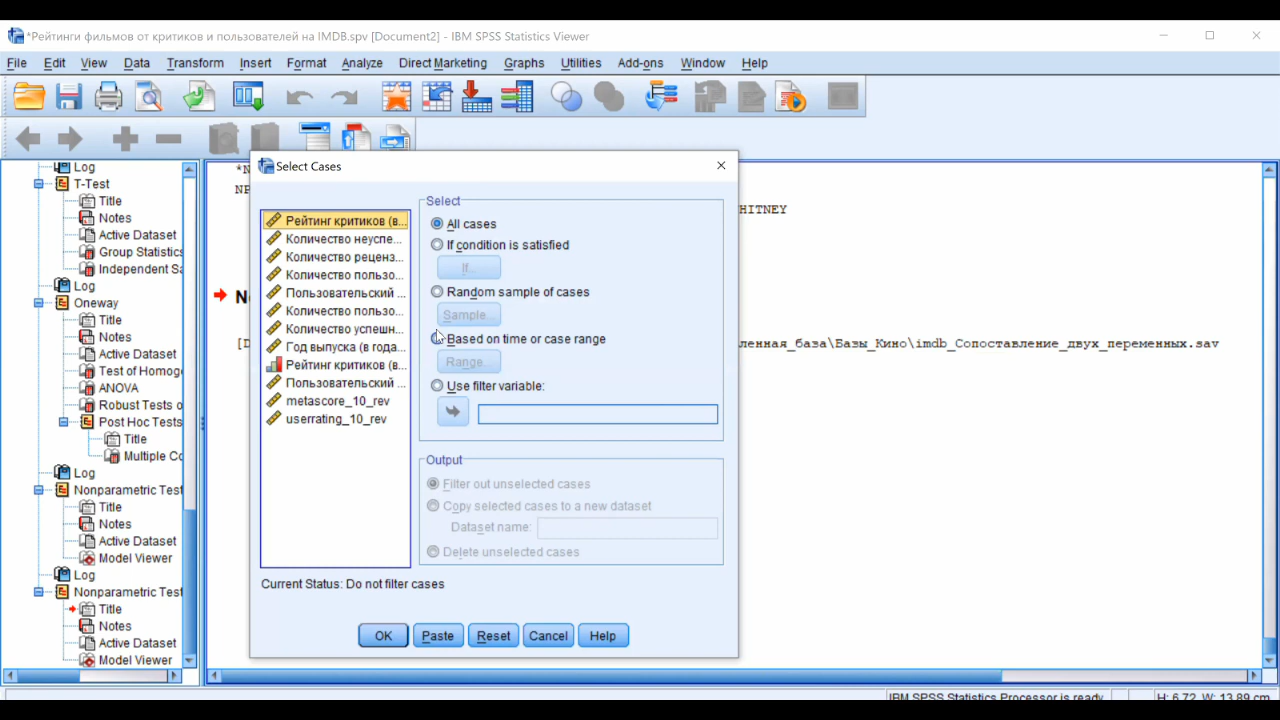 *Рейтинги фильмов от критиков и пользователей на IMDB.spv [Document2] - IBM SPSS Statistics Viewer
File Edit View Data Transform Insert Format Analyze Direct Marketing Graphs Utilities Add-ons Window Help
Log
T-Test
Title
Notes
Active Dataset
Group Statistics
Independent Sa
Log
Oneway
Title
Notes
Active Dataset
Test of Homog
ANOVA
Robust Tests o
Post Hoc Tests
Title
Multiple Co
Log
Nonparametric Test
Title
Notes
Active Dataset
Model Viewer
Log
Nonparametric Test
Title
Notes
Active Dataset
Model Viewer
*N
NP
HITNEY
[D
ленная_база\Базы_Кино\imdb_Сопоставление_двух_переменных.sav
Select Cases
Рейтинг критиков (в...
Количество неуспе...
Количество реценз...
Количество пользо...
Пользовательский ...
Количество пользо...
Количество успешн...
Год выпуска (в года...
Рейтинг критиков (в...
Пользовательский ...
metascore_10_rev
userrating_10_rev
Select
All cases
If condition is satisfied
If...
Random sample of cases
Sample...
Based on time or case range
Range...
Use filter variable:
Output
Filter out unselected cases
Copy selected cases to a new dataset
Dataset name:
Delete unselected cases
Current Status: Do not filter cases
OK Paste Reset Cancel Help
IBM SPSS Statistics Processor is ready
H: 6,72, W: 13,89 cm